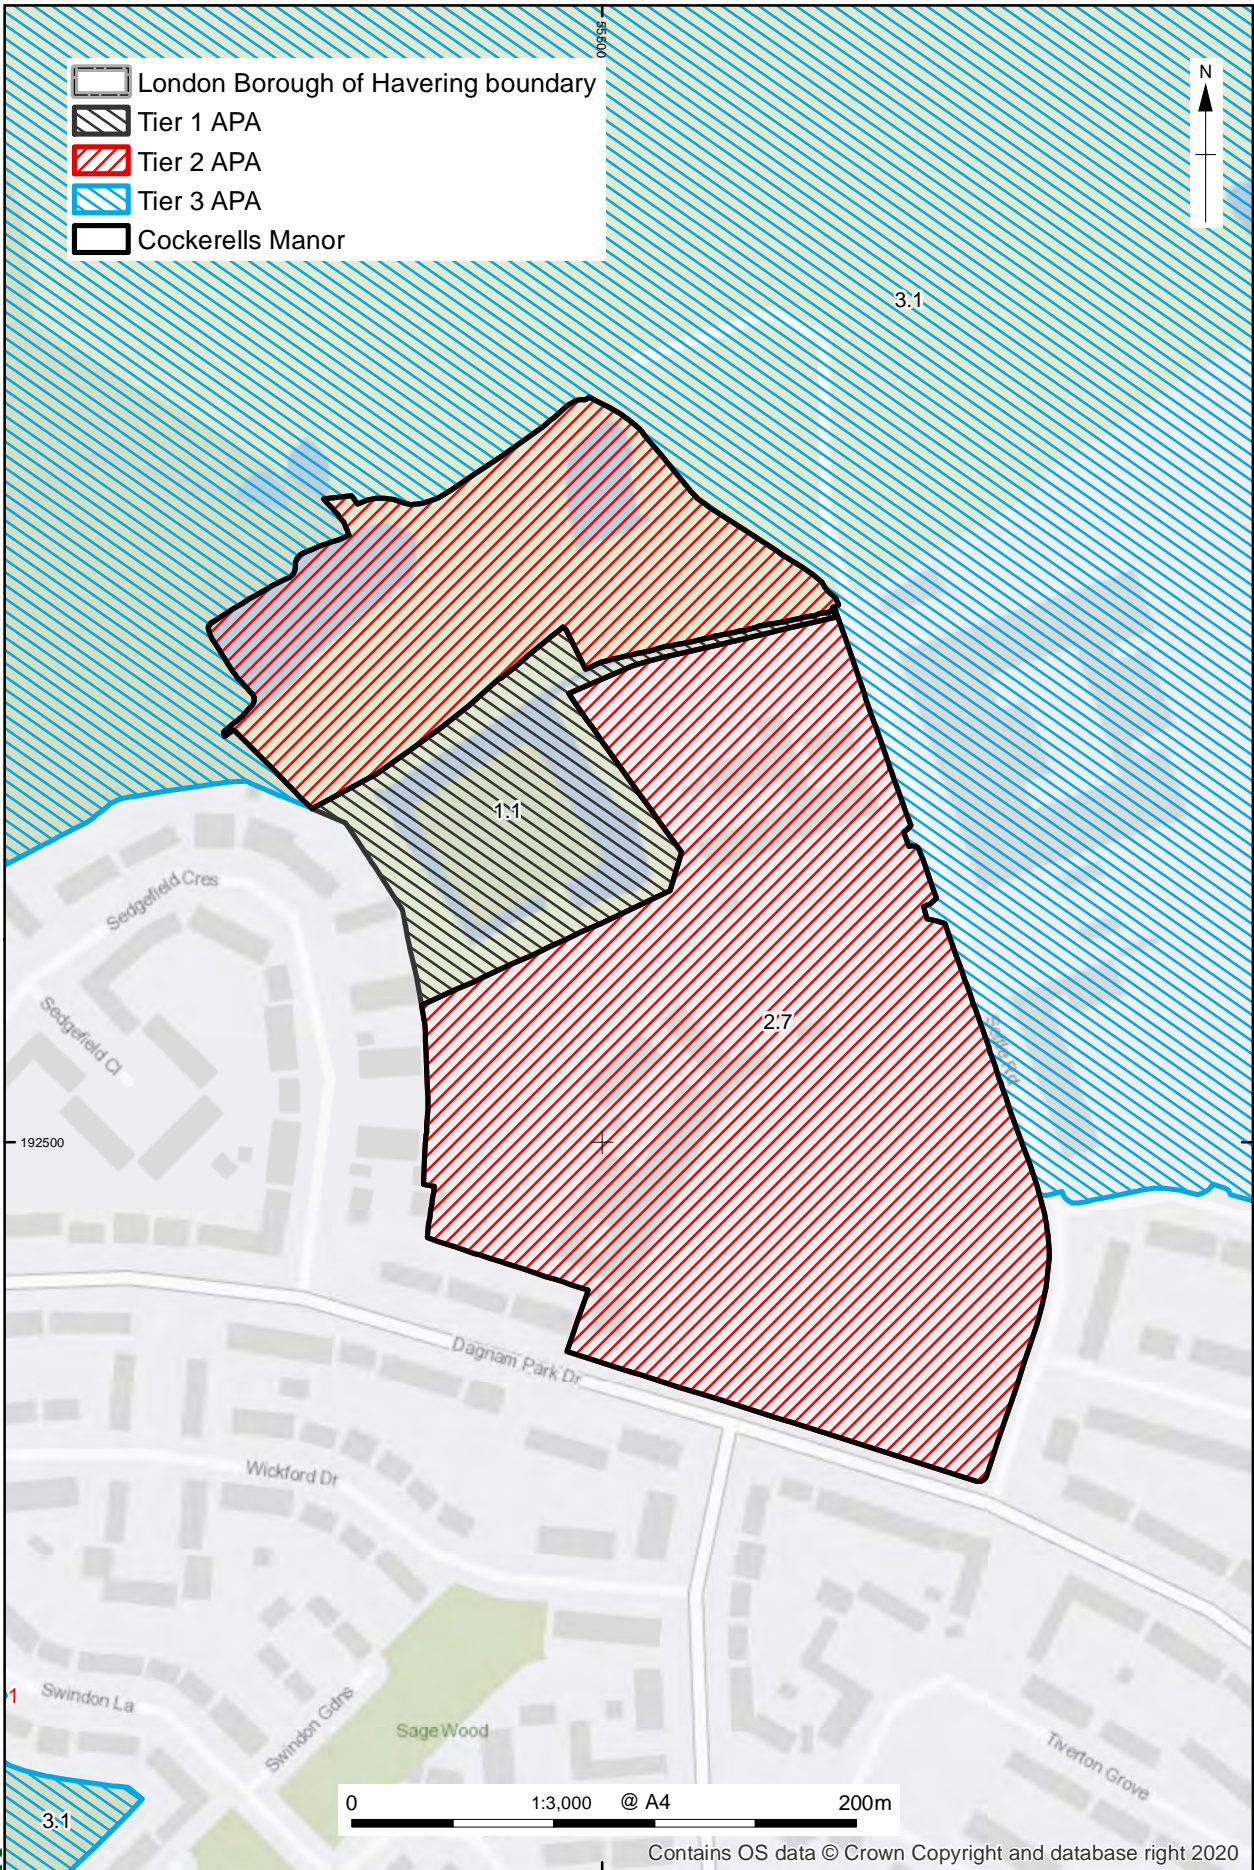 55600
London Borough of Havering boundary
Tier 1 APA
Tier 2 APA
Tier 3 APA
Cockerells Manor
N
3.1
1.1
Sedgefield Cres
Sedgefield Cl
2.7
192500
Dagnam Park Dr
Wickford Dr
1
Swindon La
Swindon Gdns
Sage Wood
Tiverton Grove
3.1
0 1:3,000 @ A4 200m
Contains OS data © Crown Copyright and database right 2020